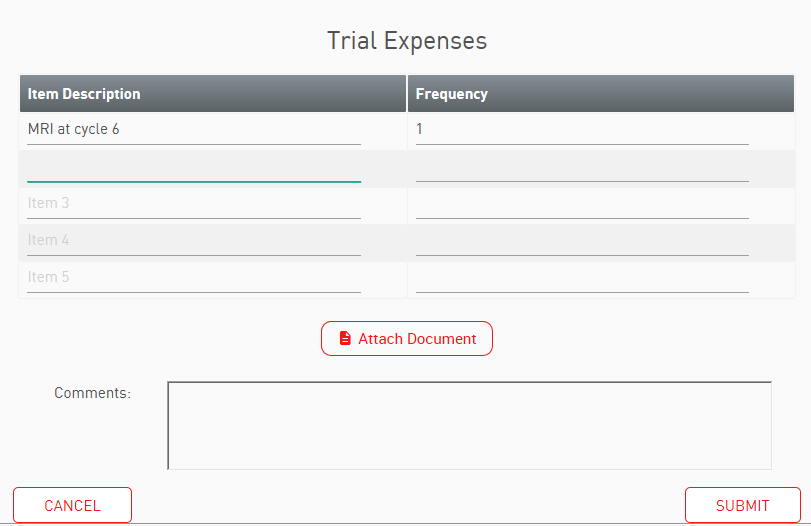 Trial Expenses
Item Description Frequency
MRI at cycle 6 1
Item 3
Item 4
Item 5
Attach Document
Comments:
CANCEL SUBMIT